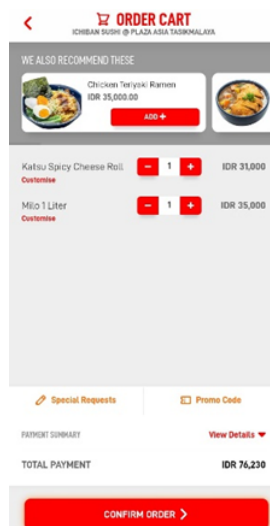 ORDER CART
ICHIBAN SUSHI @ PLAZA ASIA TASIKMALAYA
WE ALSO RECOMMEND THESE
Chicken Teriyaki Ramen
IDR 35,000.00
ADD +
Katsu Spicy Cheese Roll - 1 + IDR 31,000
Customise
Milo 1 Liter - 1 + IDR 35,000
Customise
Special Requests Promo Code
PAYMENT SUMMARY View Details
TOTAL PAYMENT IDR 76,230
CONFIRM ORDER